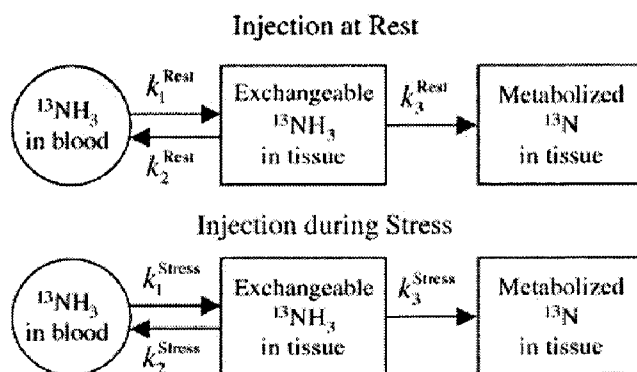 Injection at Rest
¹³NH₃
in blood
k₁ᴿᵉˢᵗ
k₂ᴿᵉˢᵗ
Exchangeable
¹³NH₃
in tissue
k₃ᴿᵉˢᵗ
Metabolized
¹³N
in tissue
Injection during Stress
¹³NH₃
in blood
k₁ˢᵗʳᵉˢˢ
k₂ˢᵗʳᵉˢˢ
Exchangeable
¹³NH₃
in tissue
k₃ˢᵗʳᵉˢˢ
Metabolized
¹³N
in tissue